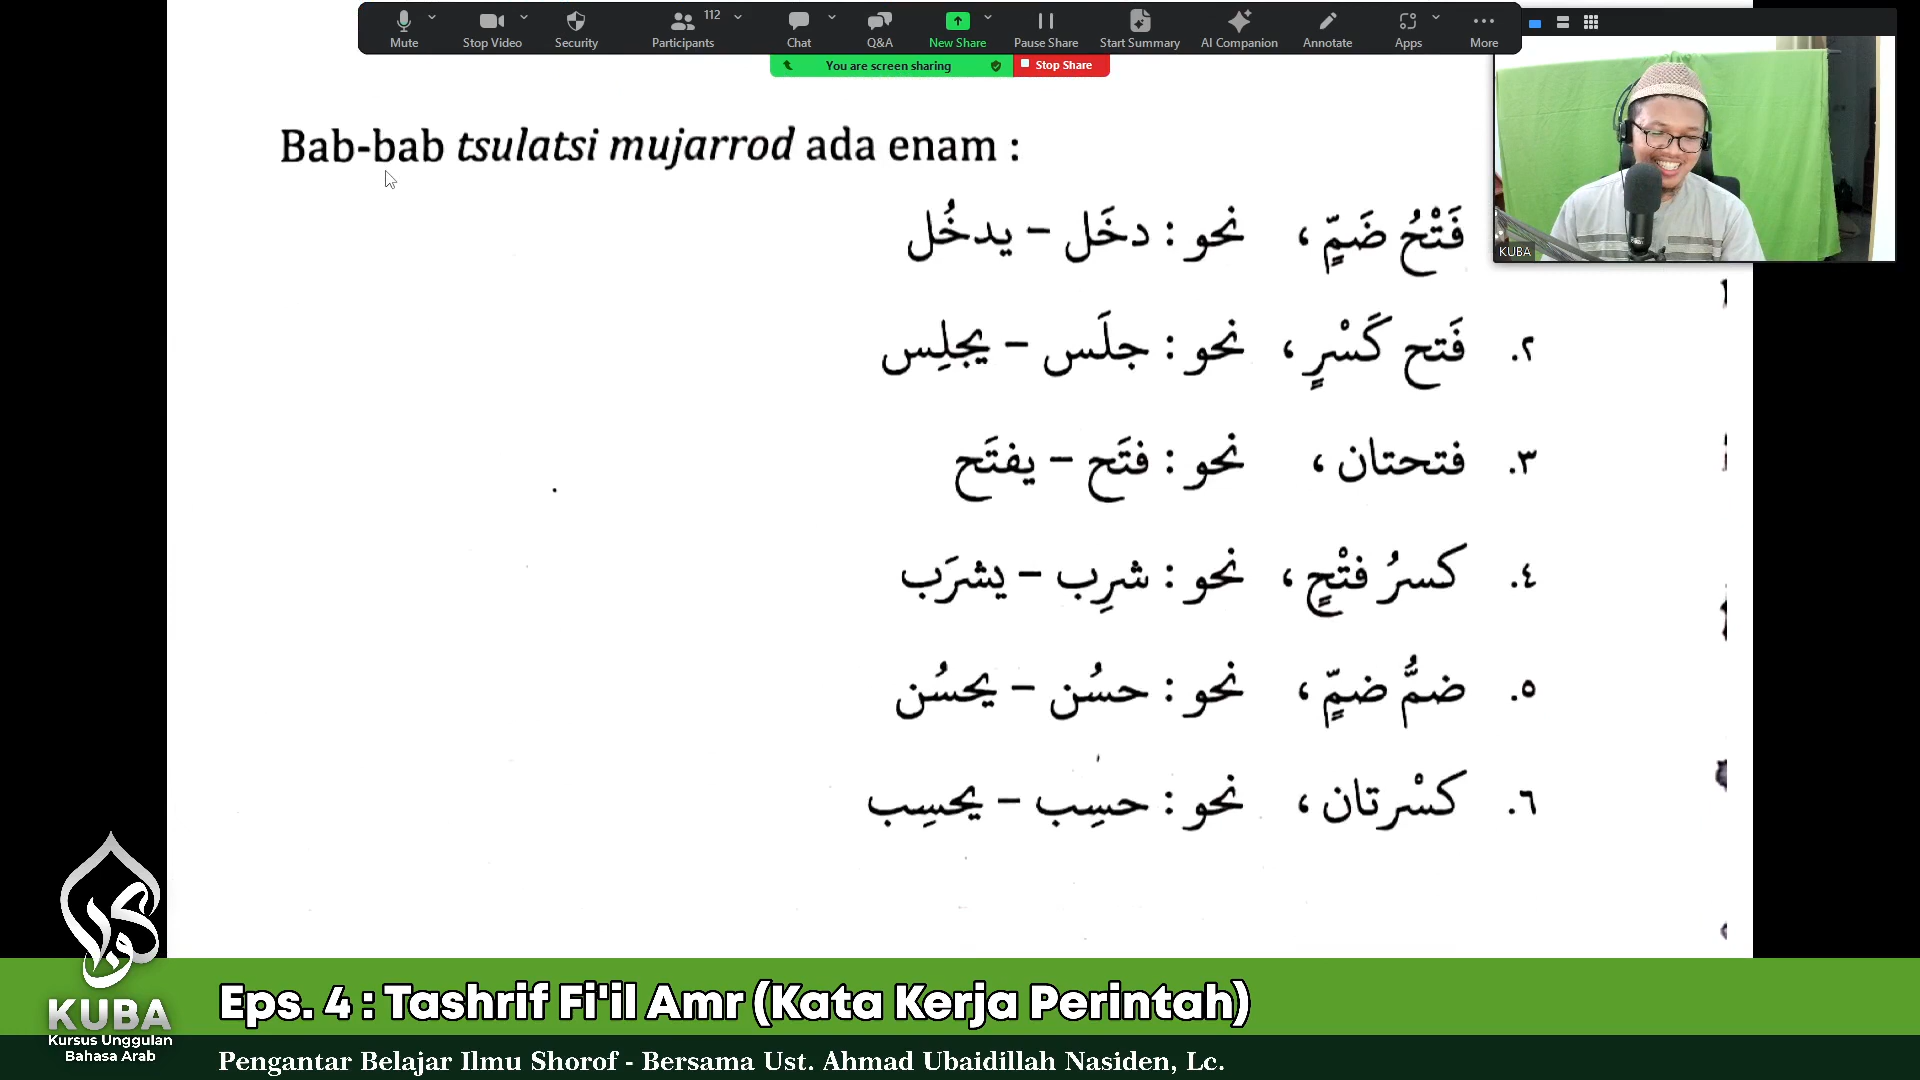 Mute
Stop Video
Security
Participants
112
Chat
Q&A
New Share
Pause Share
Start Summary
AI Companion
Annotate
Apps
More
You are screen sharing
Stop Share
KUBA
Bab-bab tsulatsi mujarrod ada enam :
فَتْحُ ضَمٍّ ، نحو : دخَل – يدخُل
٢. فَتح كَسْرٍ ، نحو : جلَس – يجلِس
٣. فتحتان ، نحو : فتَح – يفتَح
٤. كسرُ فتْحٍ ، نحو : شرِب – يشرَب
٥. ضمُّ ضمٍّ ، نحو : حسُن – يحسُن
٦. كسْرتان ، نحو : حسِب – يحسِب
KUBA
Kursus Unggulan
Bahasa Arab
Eps. 4 : Tashrif Fi'il Amr (Kata Kerja Perintah)
Pengantar Belajar Ilmu Shorof - Bersama Ust. Ahmad Ubaidillah Nasiden, Lc.